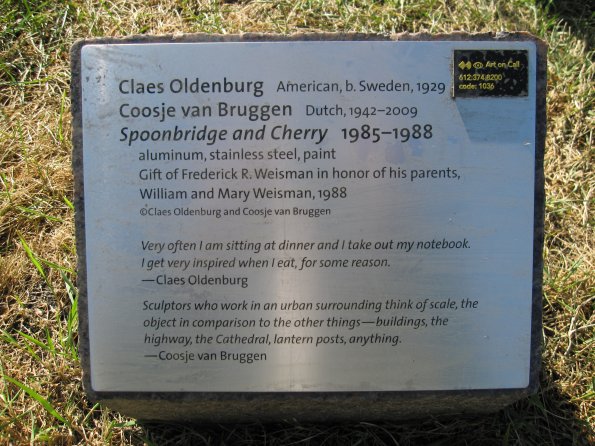 Claes Oldenburg American, b. Sweden, 1929
Coosje van Bruggen Dutch, 1942–2009
Spoonbridge and Cherry 1985–1988
aluminum, stainless steel, paint
Gift of Frederick R. Weisman in honor of his parents,
William and Mary Weisman, 1988
©Claes Oldenburg and Coosje van Bruggen
Very often I am sitting at dinner and I take out my notebook.
I get very inspired when I eat, for some reason.
—Claes Oldenburg
Sculptors who work in an urban surrounding think of scale, the
object in comparison to the other things—buildings, the
highway, the Cathedral, lantern posts, anything.
—Coosje van Bruggen
Art on Call
612.374.8200
code: 1036